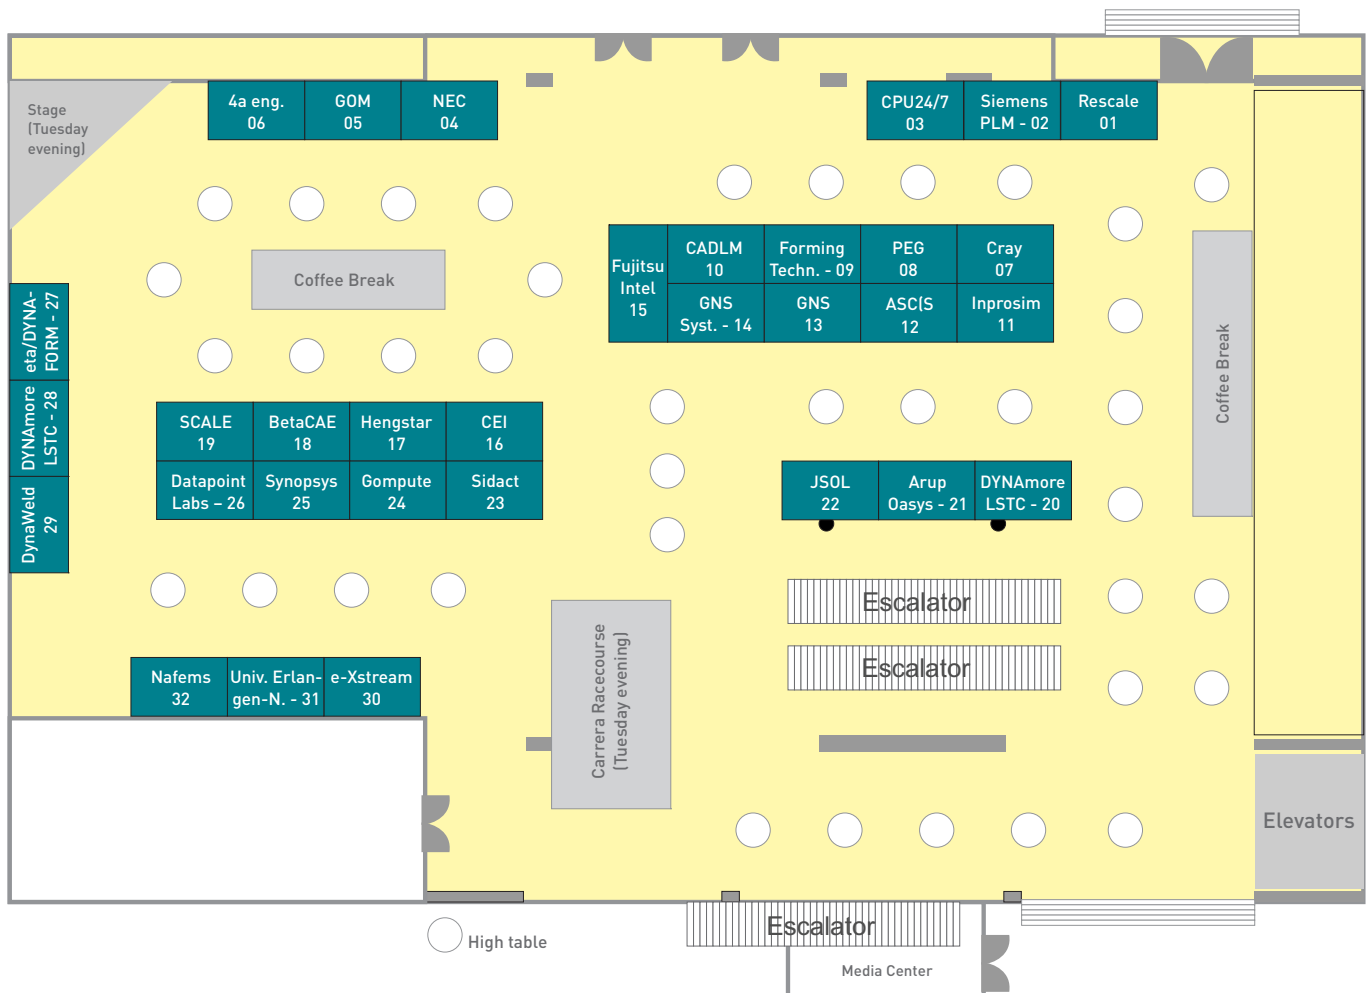 Stage
(Tuesday
evening)
4a eng.
06
GOM
05
NEC
04
CPU24/7
03
Siemens
PLM - 02
Rescale
01
Coffee Break
Fujitsu
Intel
15
CADLM
10
Forming
Techn. - 09
PEG
08
Cray
07
GNS
Syst. - 14
GNS
13
ASC(S
12
Inprosim
11
Coffee Break
eta/DYNA-
FORM - 27
DYNAmore
LSTC - 28
DynaWeld
29
SCALE
19
BetaCAE
18
Hengstar
17
CEI
16
Datapoint
Labs – 26
Synopsys
25
Gompute
24
Sidact
23
JSOL
22
Arup
Oasys - 21
DYNAmore
LSTC - 20
Escalator
Escalator
Carrera Racecourse
(Tuesday evening)
Nafems
32
Univ. Erlan-
gen-N. - 31
e-Xstream
30
Elevators
Escalator
High table
Media Center